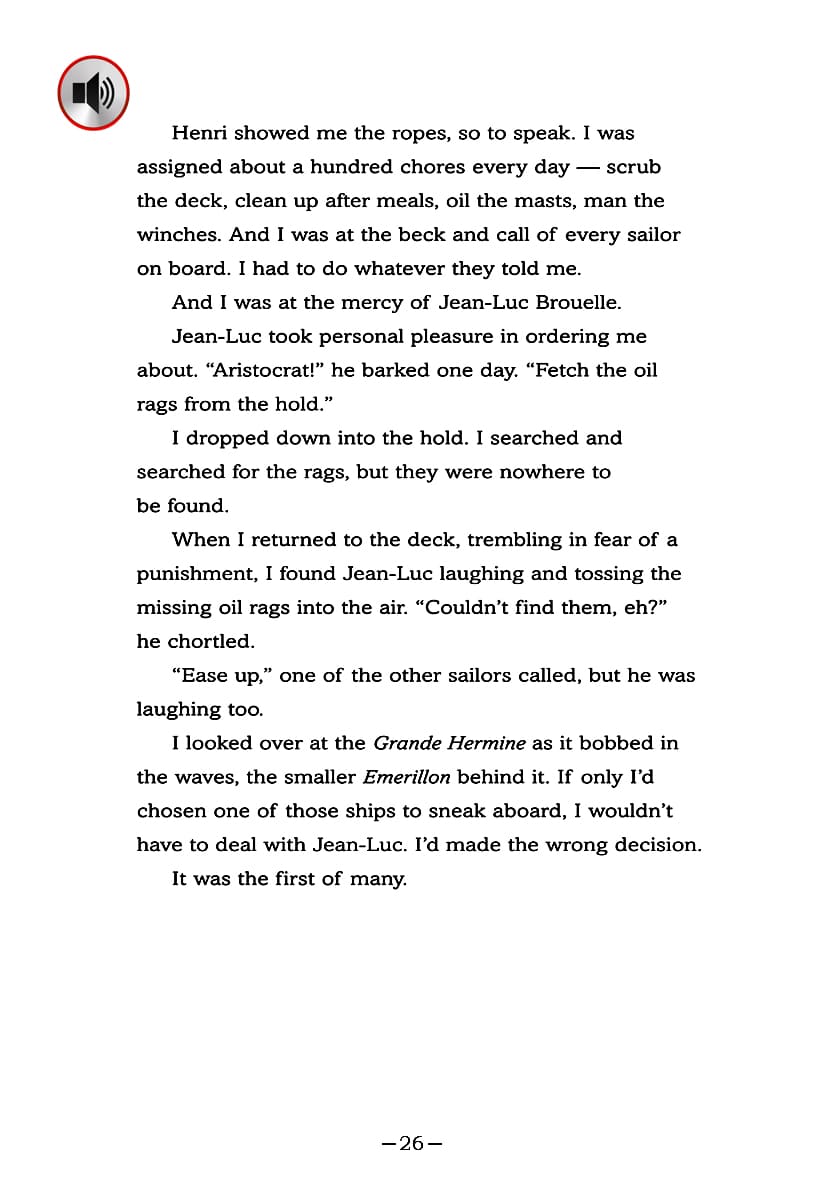 Henri showed me the ropes, so to speak. I was
assigned about a hundred chores every day — scrub
the deck, clean up after meals, oil the masts, man the
winches. And I was at the beck and call of every sailor
on board. I had to do whatever they told me.
And I was at the mercy of Jean-Luc Brouelle.
Jean-Luc took personal pleasure in ordering me
about. “Aristocrat!” he barked one day. “Fetch the oil
rags from the hold.”
I dropped down into the hold. I searched and
searched for the rags, but they were nowhere to
be found.
When I returned to the deck, trembling in fear of a
punishment, I found Jean-Luc laughing and tossing the
missing oil rags into the air. “Couldn’t find them, eh?”
he chortled.
“Ease up,” one of the other sailors called, but he was
laughing too.
I looked over at the Grande Hermine as it bobbed in
the waves, the smaller Emerillon behind it. If only I’d
chosen one of those ships to sneak aboard, I wouldn’t
have to deal with Jean-Luc. I’d made the wrong decision.
It was the first of many.
—26—